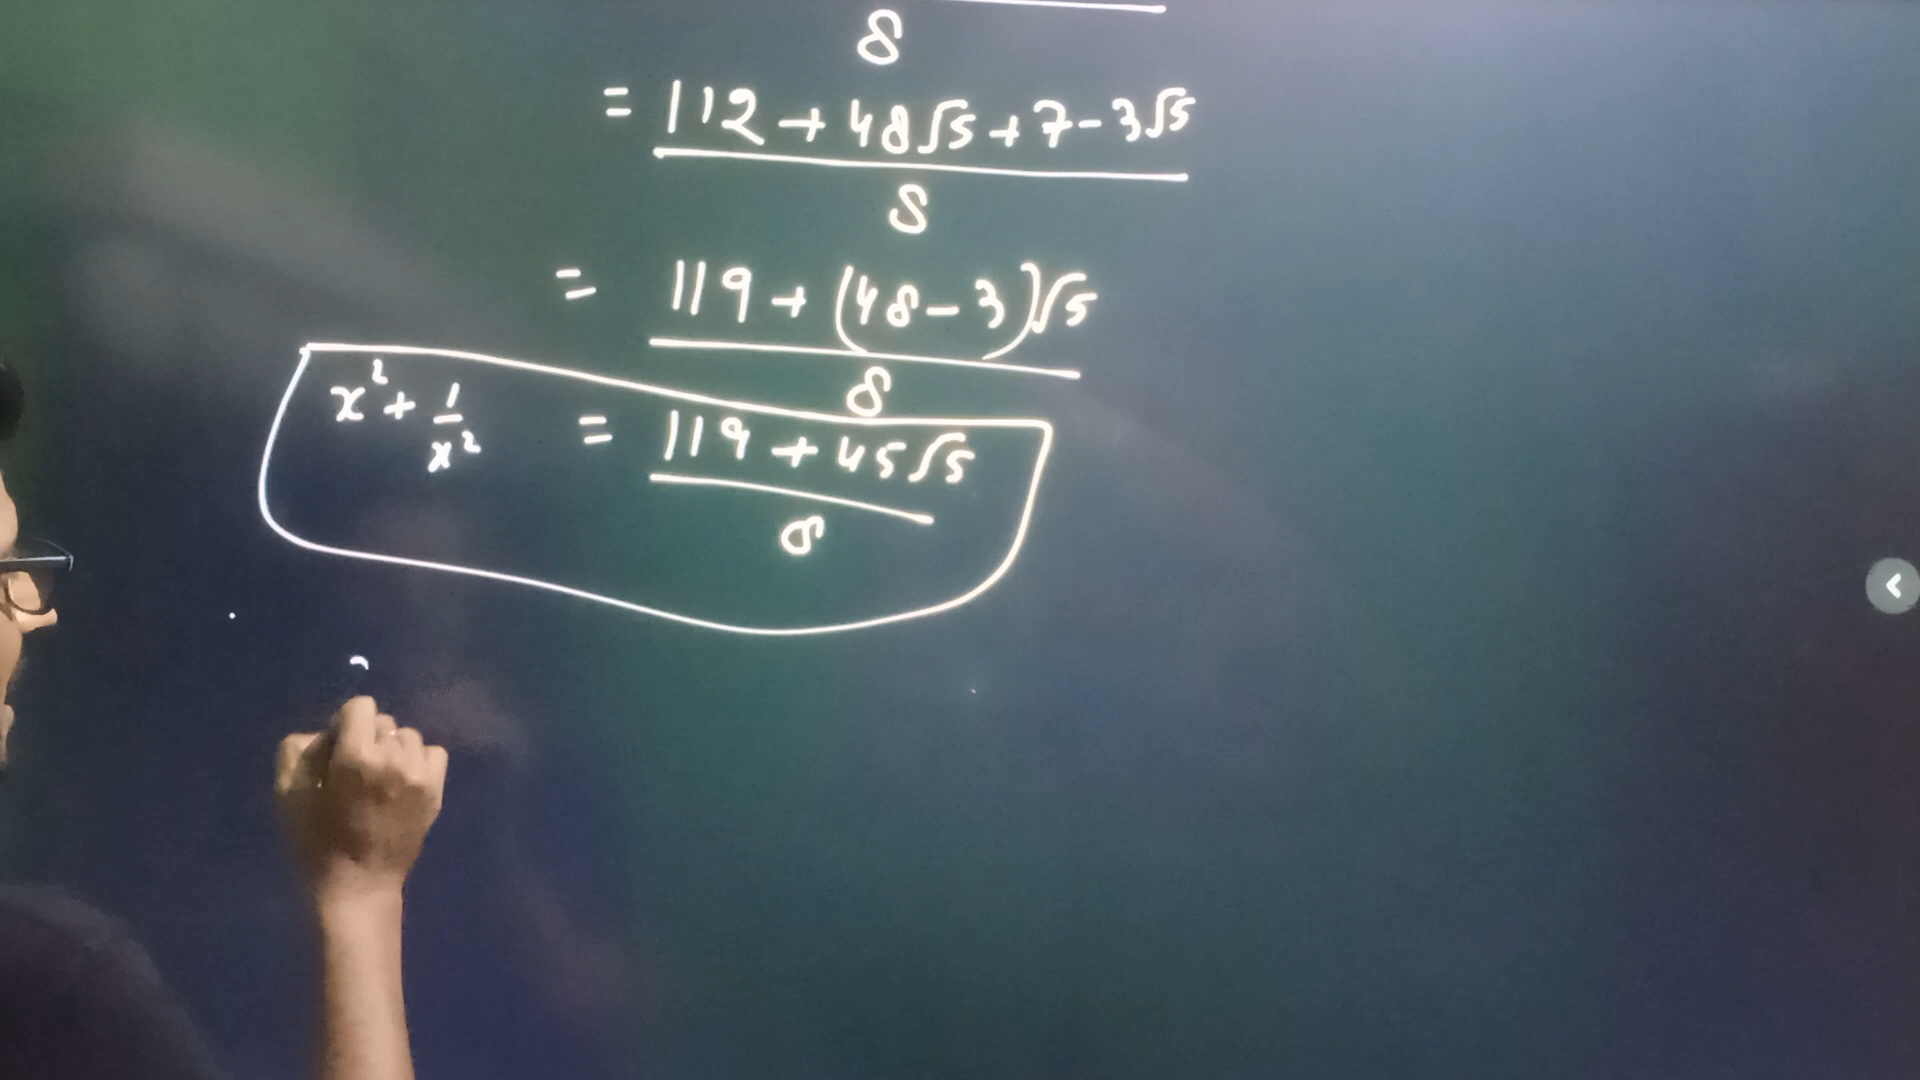 8
= 112 + 48√5 + 7 - 3√5
8
= 119 + (48 - 3)√5
8
x² + 1/x² = 119 + 45√5
8